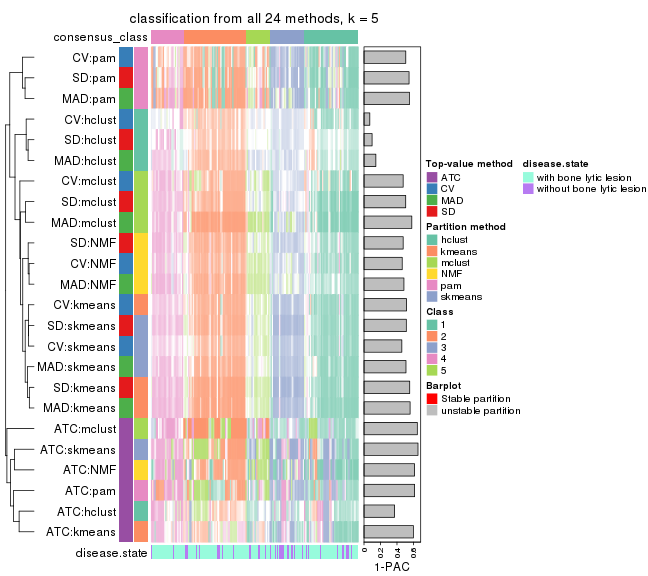 classification from all 24 methods, k = 5
consensus_class
CV:pam
SD:pam
MAD:pam
CV:hclust
SD:hclust
MAD:hclust
CV:mclust
SD:mclust
MAD:mclust
SD:NMF
CV:NMF
MAD:NMF
CV:kmeans
SD:skmeans
CV:skmeans
MAD:skmeans
SD:kmeans
MAD:kmeans
ATC:mclust
ATC:skmeans
ATC:NMF
ATC:pam
ATC:hclust
ATC:kmeans
disease.state
0 0.2 0.4 0.6
1-PAC
Top-value method
ATC
CV
MAD
SD
Partition method
hclust
kmeans
mclust
NMF
pam
skmeans
Class
1
2
3
4
5
Barplot
Stable partition
unstable partition
disease.state
with bone lytic lesion
without bone lytic lesion